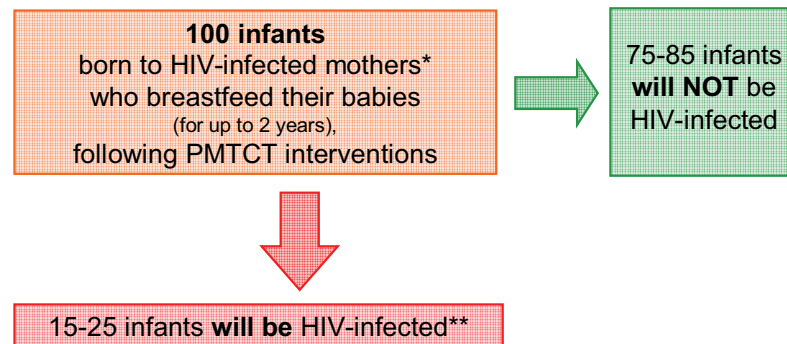 100 infants
born to HIV-infected mothers*
who breastfeed their babies
(for up to 2 years),
following PMTCT interventions
75-85 infants
will NOT be
HIV-infected
15-25 infants will be HIV-infected**